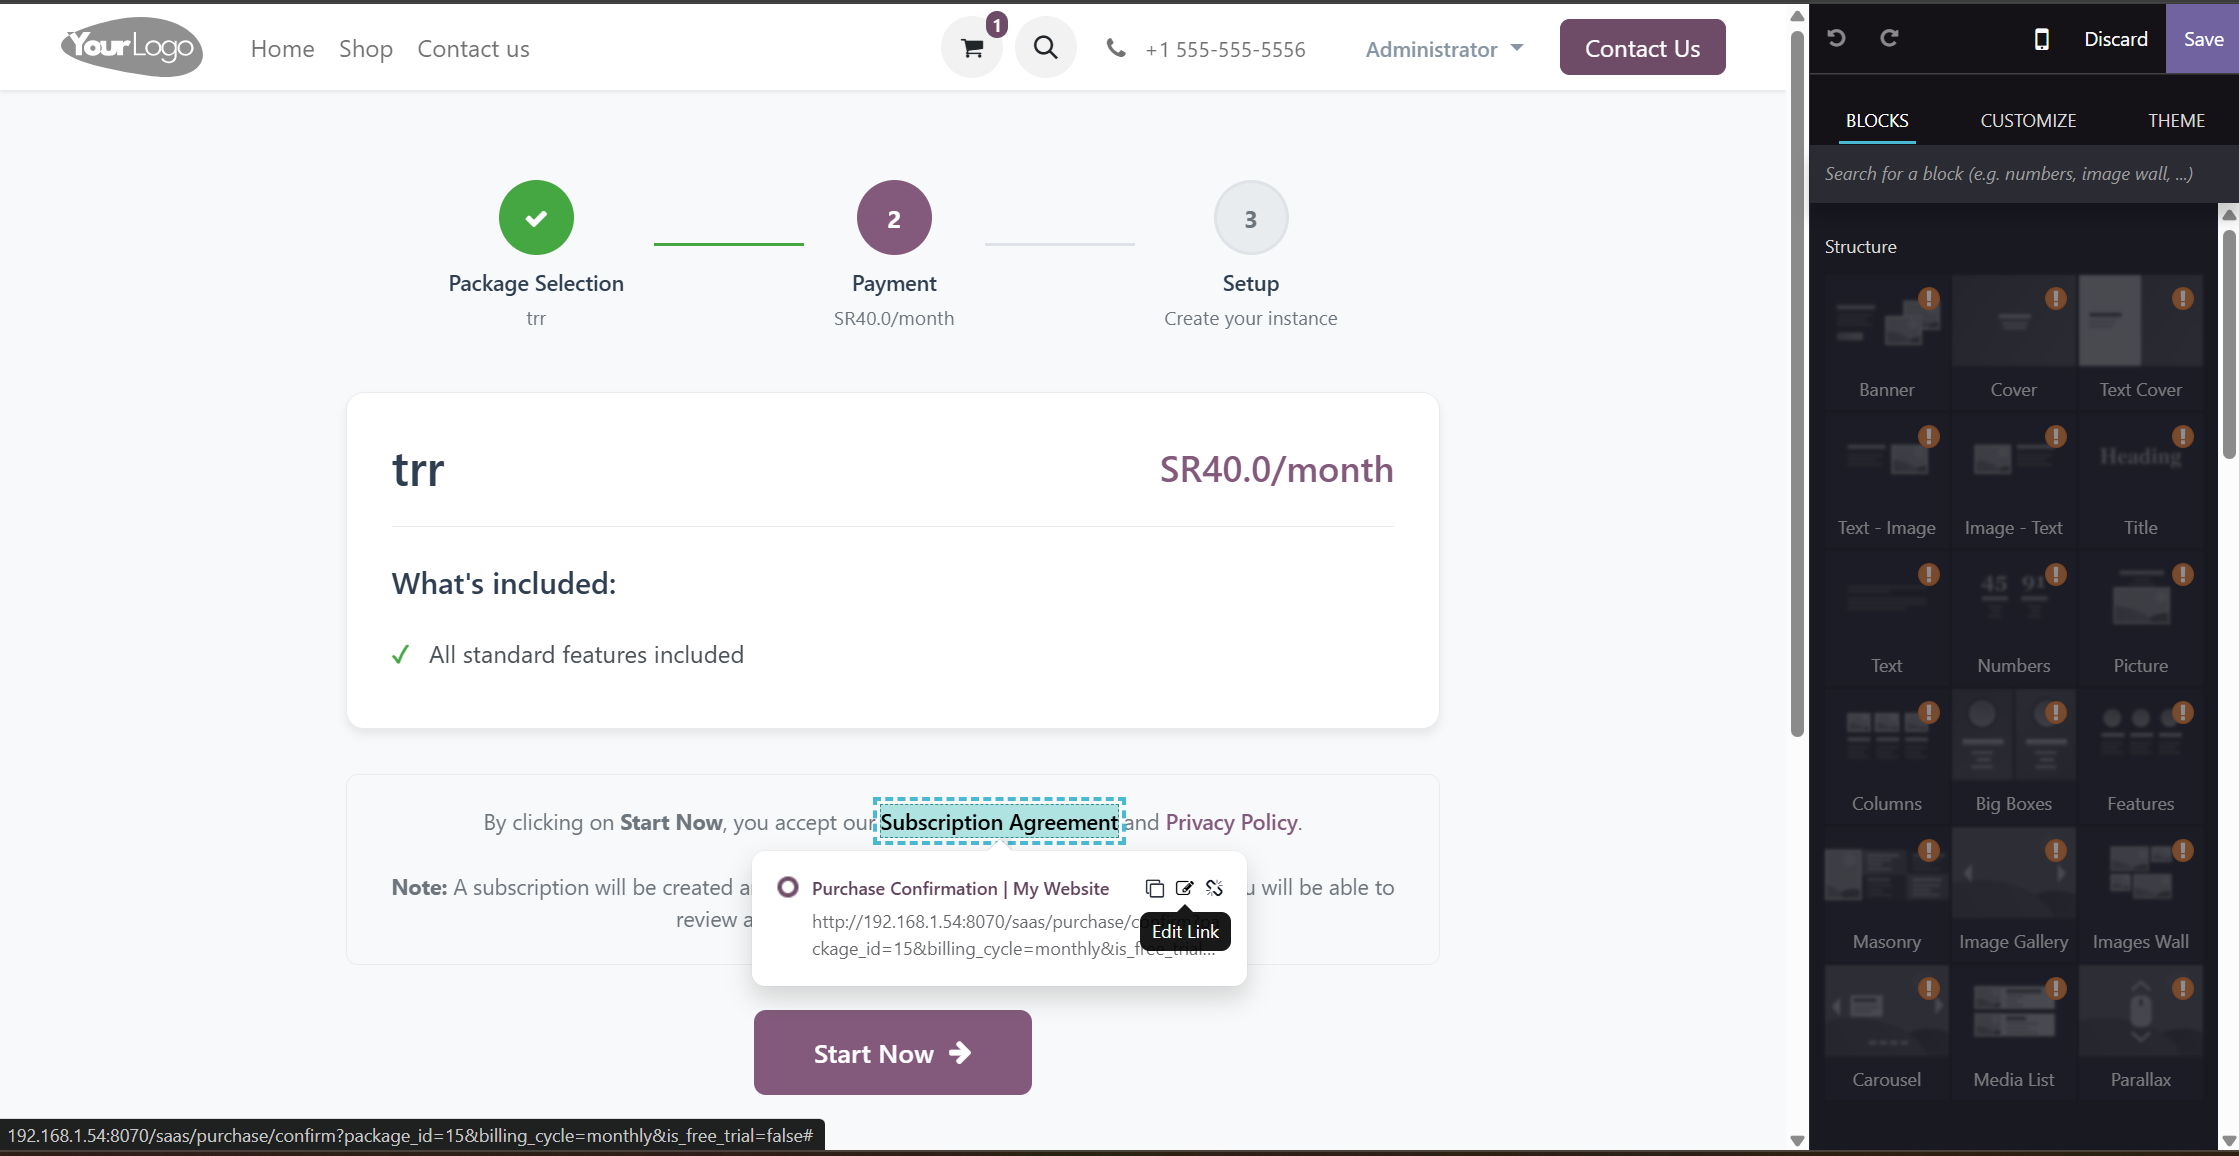 YourLogo
Home Shop Contact us
1
+1 555-555-5556
Administrator
Contact Us
Discard
Save
BLOCKS CUSTOMIZE THEME
Search for a block (e.g. numbers, image wall, ...)
Structure
Banner Cover Text Cover
Heading
Text - Image Image - Text Title
45 91
Text Numbers Picture
Columns Big Boxes Features
Masonry Image Gallery Images Wall
Carousel Media List Parallax
2
3
Package Selection
trr
Payment
SR40.0/month
Setup
Create your instance
trr
SR40.0/month
What's included:
All standard features included
By clicking on Start Now, you accept our Subscription Agreement and Privacy Policy.
Note: A subscription will be created
u will be able to
review
Purchase Confirmation | My Website
http://192.168.1.54:8070/saas/purchase/confirm?pa
ckage_id=15&billing_cycle=monthly&is_free_trial...
Edit Link
Start Now
192.168.1.54:8070/saas/purchase/confirm?package_id=15&billing_cycle=monthly&is_free_trial=false#